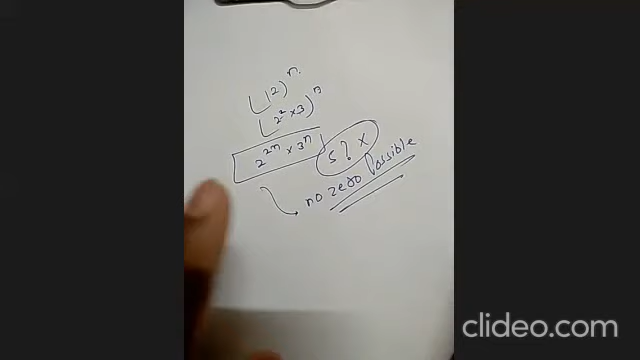 (12)ⁿ
(2² × 3)ⁿ
2²ⁿ × 3ⁿ 5? ×
no zero Possible
clideo.com